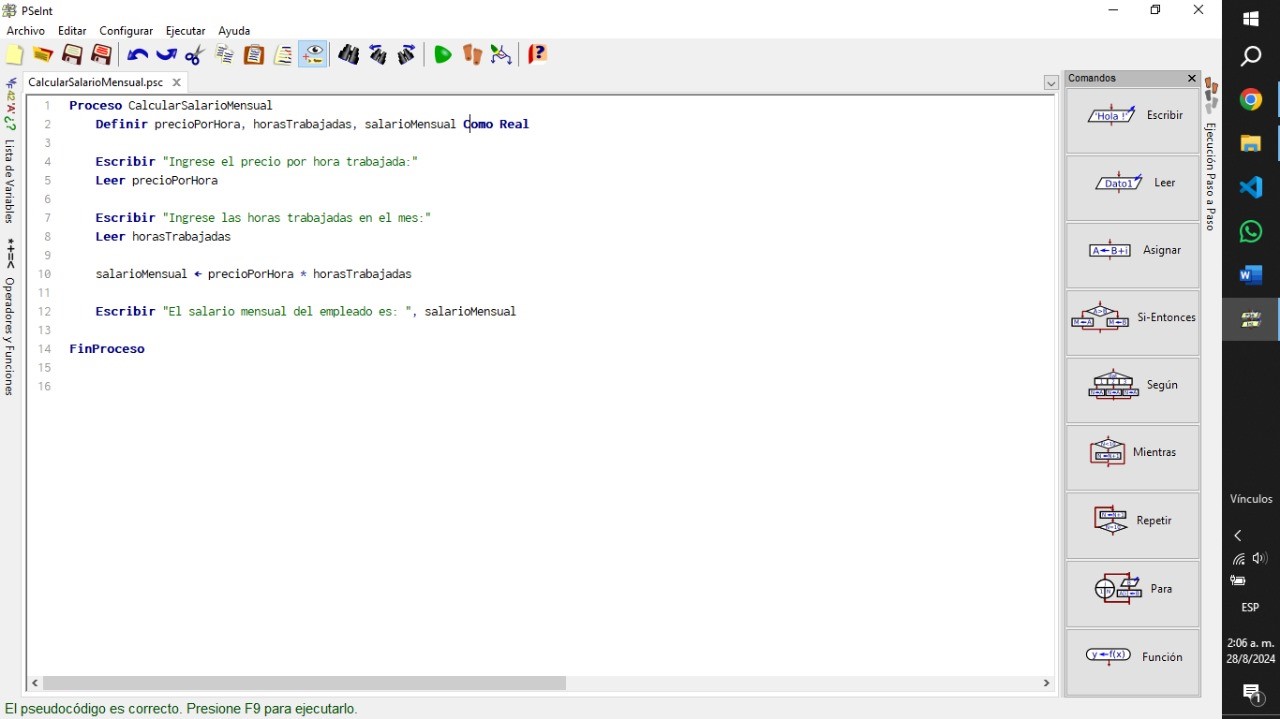 PSeInt
Archivo Editar Configurar Ejecutar Ayuda
CalcularSalarioMensual.psc
1 Proceso CalcularSalarioMensual
2 Definir precioPorHora, horasTrabajadas, salarioMensual Como Real
3
4 Escribir "Ingrese el precio por hora trabajada:"
5 Leer precioPorHora
6
7 Escribir "Ingrese las horas trabajadas en el mes:"
8 Leer horasTrabajadas
9
10 salarioMensual ← precioPorHora * horasTrabajadas
11
12 Escribir "El salario mensual del empleado es: ", salarioMensual
13
14 FinProceso
15
16
Lista de Variables
*+=< Operadores y Funciones
Comandos
'Hola !' Escribir
Dato1 Leer
A←B+i Asignar
A>B M←A M←B Si-Entonces
Según
Mientras
Repetir
Para
y←f(x) Función
Ejecución Paso a Paso
Vínculos
ESP
2:06 a. m.
28/8/2024
1
El pseudocódigo es correcto. Presione F9 para ejecutarlo.